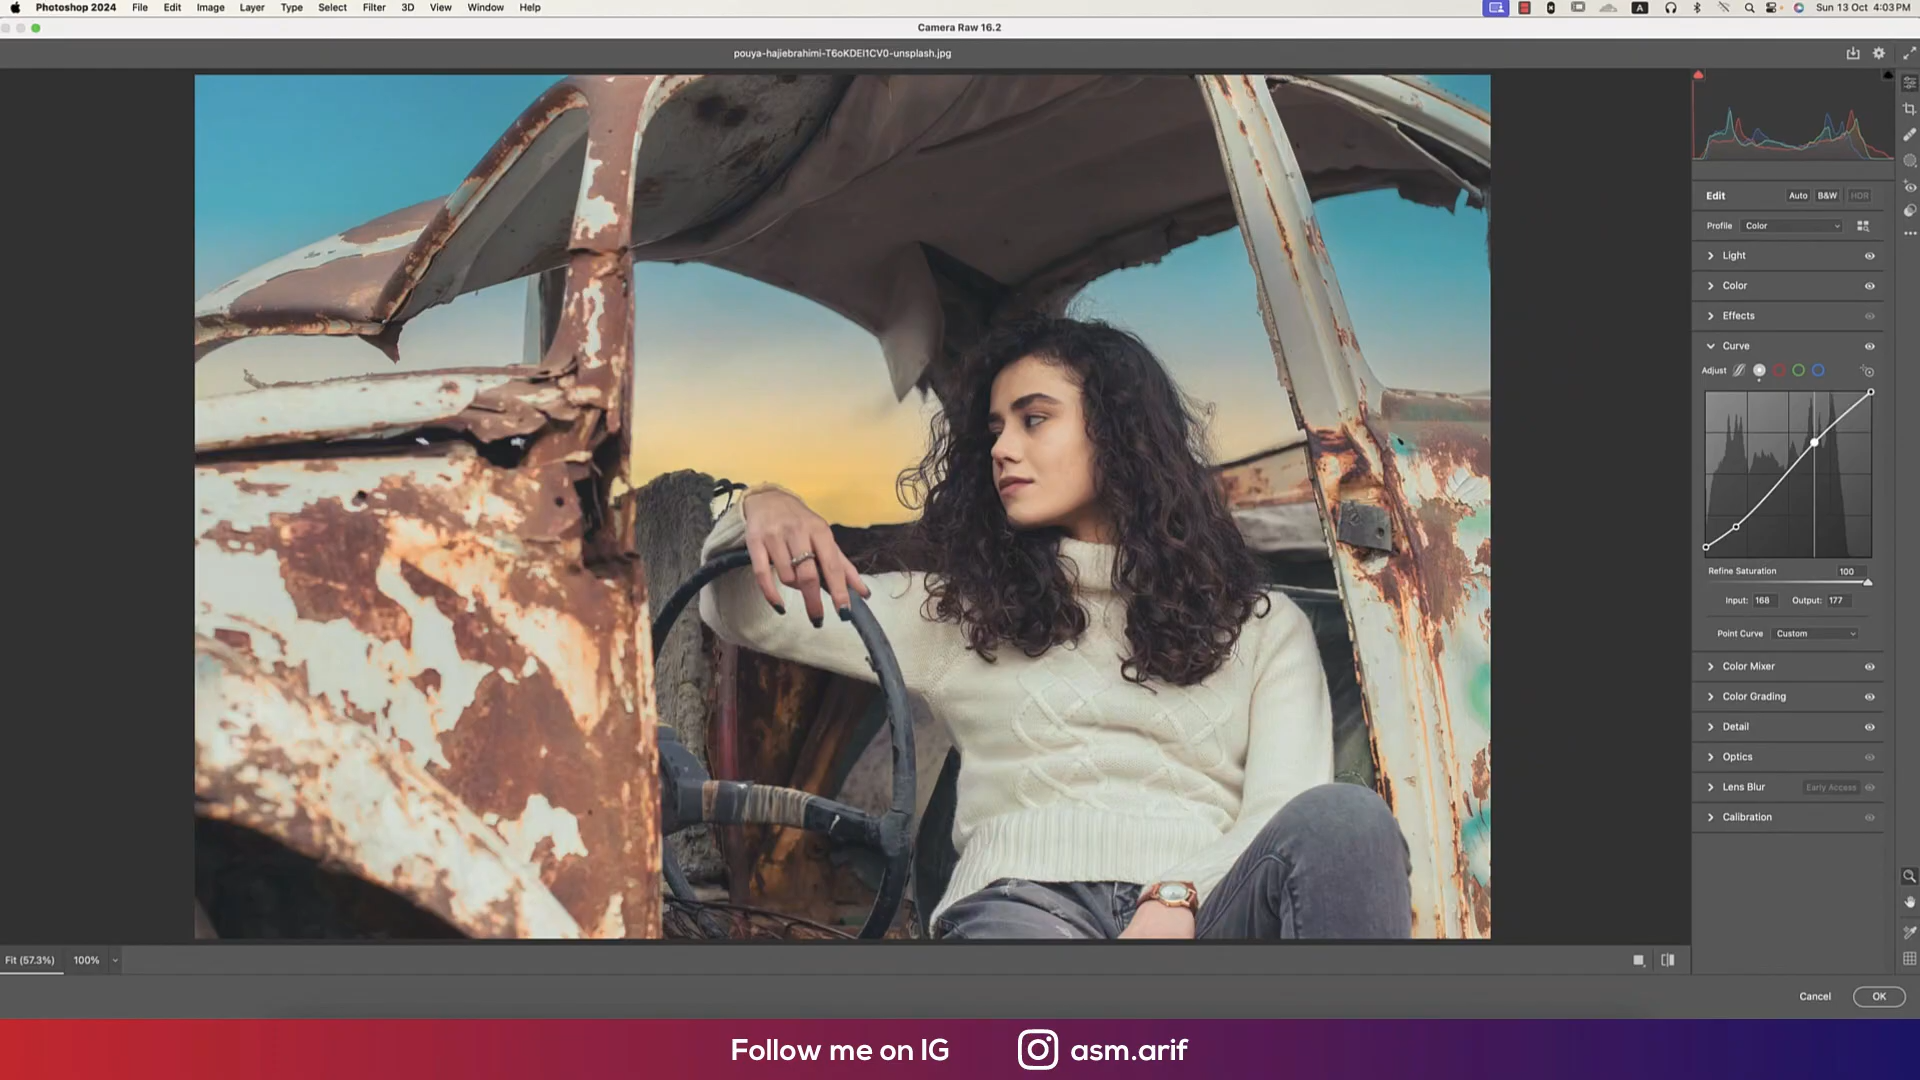 Photoshop 2024 File Edit Image Layer Type Select Filter 3D View Window Help
A Sun 13 Oct 4:03 PM
Camera Raw 16.2
pouya-hajiebrahimi-T6oKDEI1CV0-unsplash.jpg
Edit Auto B&W HDR
Profile Color
Light
Color
Effects
Curve
Adjust
Refine Saturation 100
Input: 168 Output: 177
Point Curve Custom
Color Mixer
Color Grading
Detail
Optics
Lens Blur Early Access
Calibration
Fit (57.3%) 100%
Cancel OK
Follow me on IG asm.arif